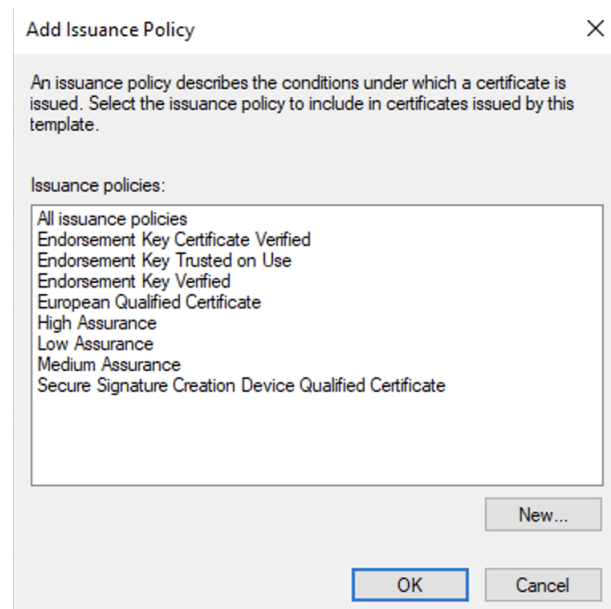 Add Issuance Policy
An issuance policy describes the conditions under which a certificate is
issued. Select the issuance policy to include in certificates issued by this
template.
Issuance policies:
All issuance policies
Endorsement Key Certificate Verified
Endorsement Key Trusted on Use
Endorsement Key Verified
European Qualified Certificate
High Assurance
Low Assurance
Medium Assurance
Secure Signature Creation Device Qualified Certificate
New...
OK Cancel